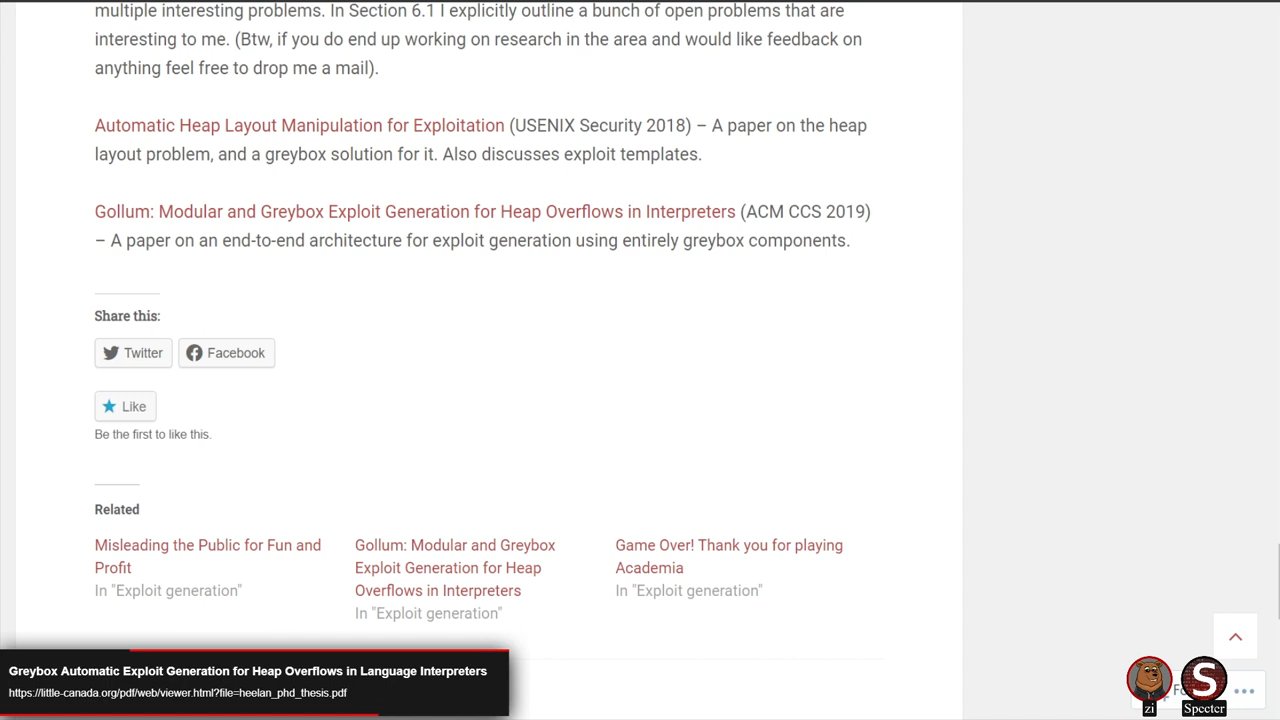 multiple interesting problems. In Section 6.1 I explicitly outline a bunch of open problems that are
interesting to me. (Btw, if you do end up working on research in the area and would like feedback on
anything feel free to drop me a mail).
Automatic Heap Layout Manipulation for Exploitation (USENIX Security 2018) – A paper on the heap
layout problem, and a greybox solution for it. Also discusses exploit templates.
Gollum: Modular and Greybox Exploit Generation for Heap Overflows in Interpreters (ACM CCS 2019)
– A paper on an end-to-end architecture for exploit generation using entirely greybox components.
Share this:
Twitter
Facebook
Like
Be the first to like this.
Related
Misleading the Public for Fun and
Profit
In "Exploit generation"
Gollum: Modular and Greybox
Exploit Generation for Heap
Overflows in Interpreters
In "Exploit generation"
Game Over! Thank you for playing
Academia
In "Exploit generation"
Greybox Automatic Exploit Generation for Heap Overflows in Language Interpreters
https://little-canada.org/pdf/web/viewer.html?file=heelan_phd_thesis.pdf
zi
S
Specter